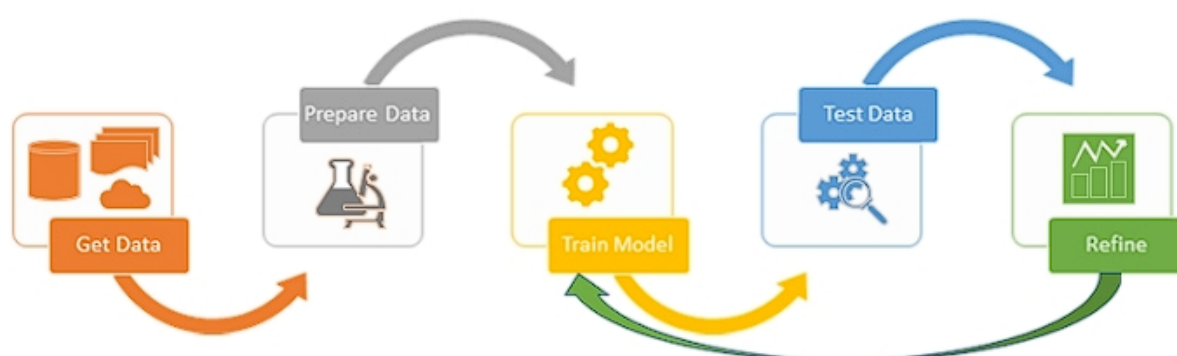 Get Data
Prepare Data
Train Model
Test Data
Refine